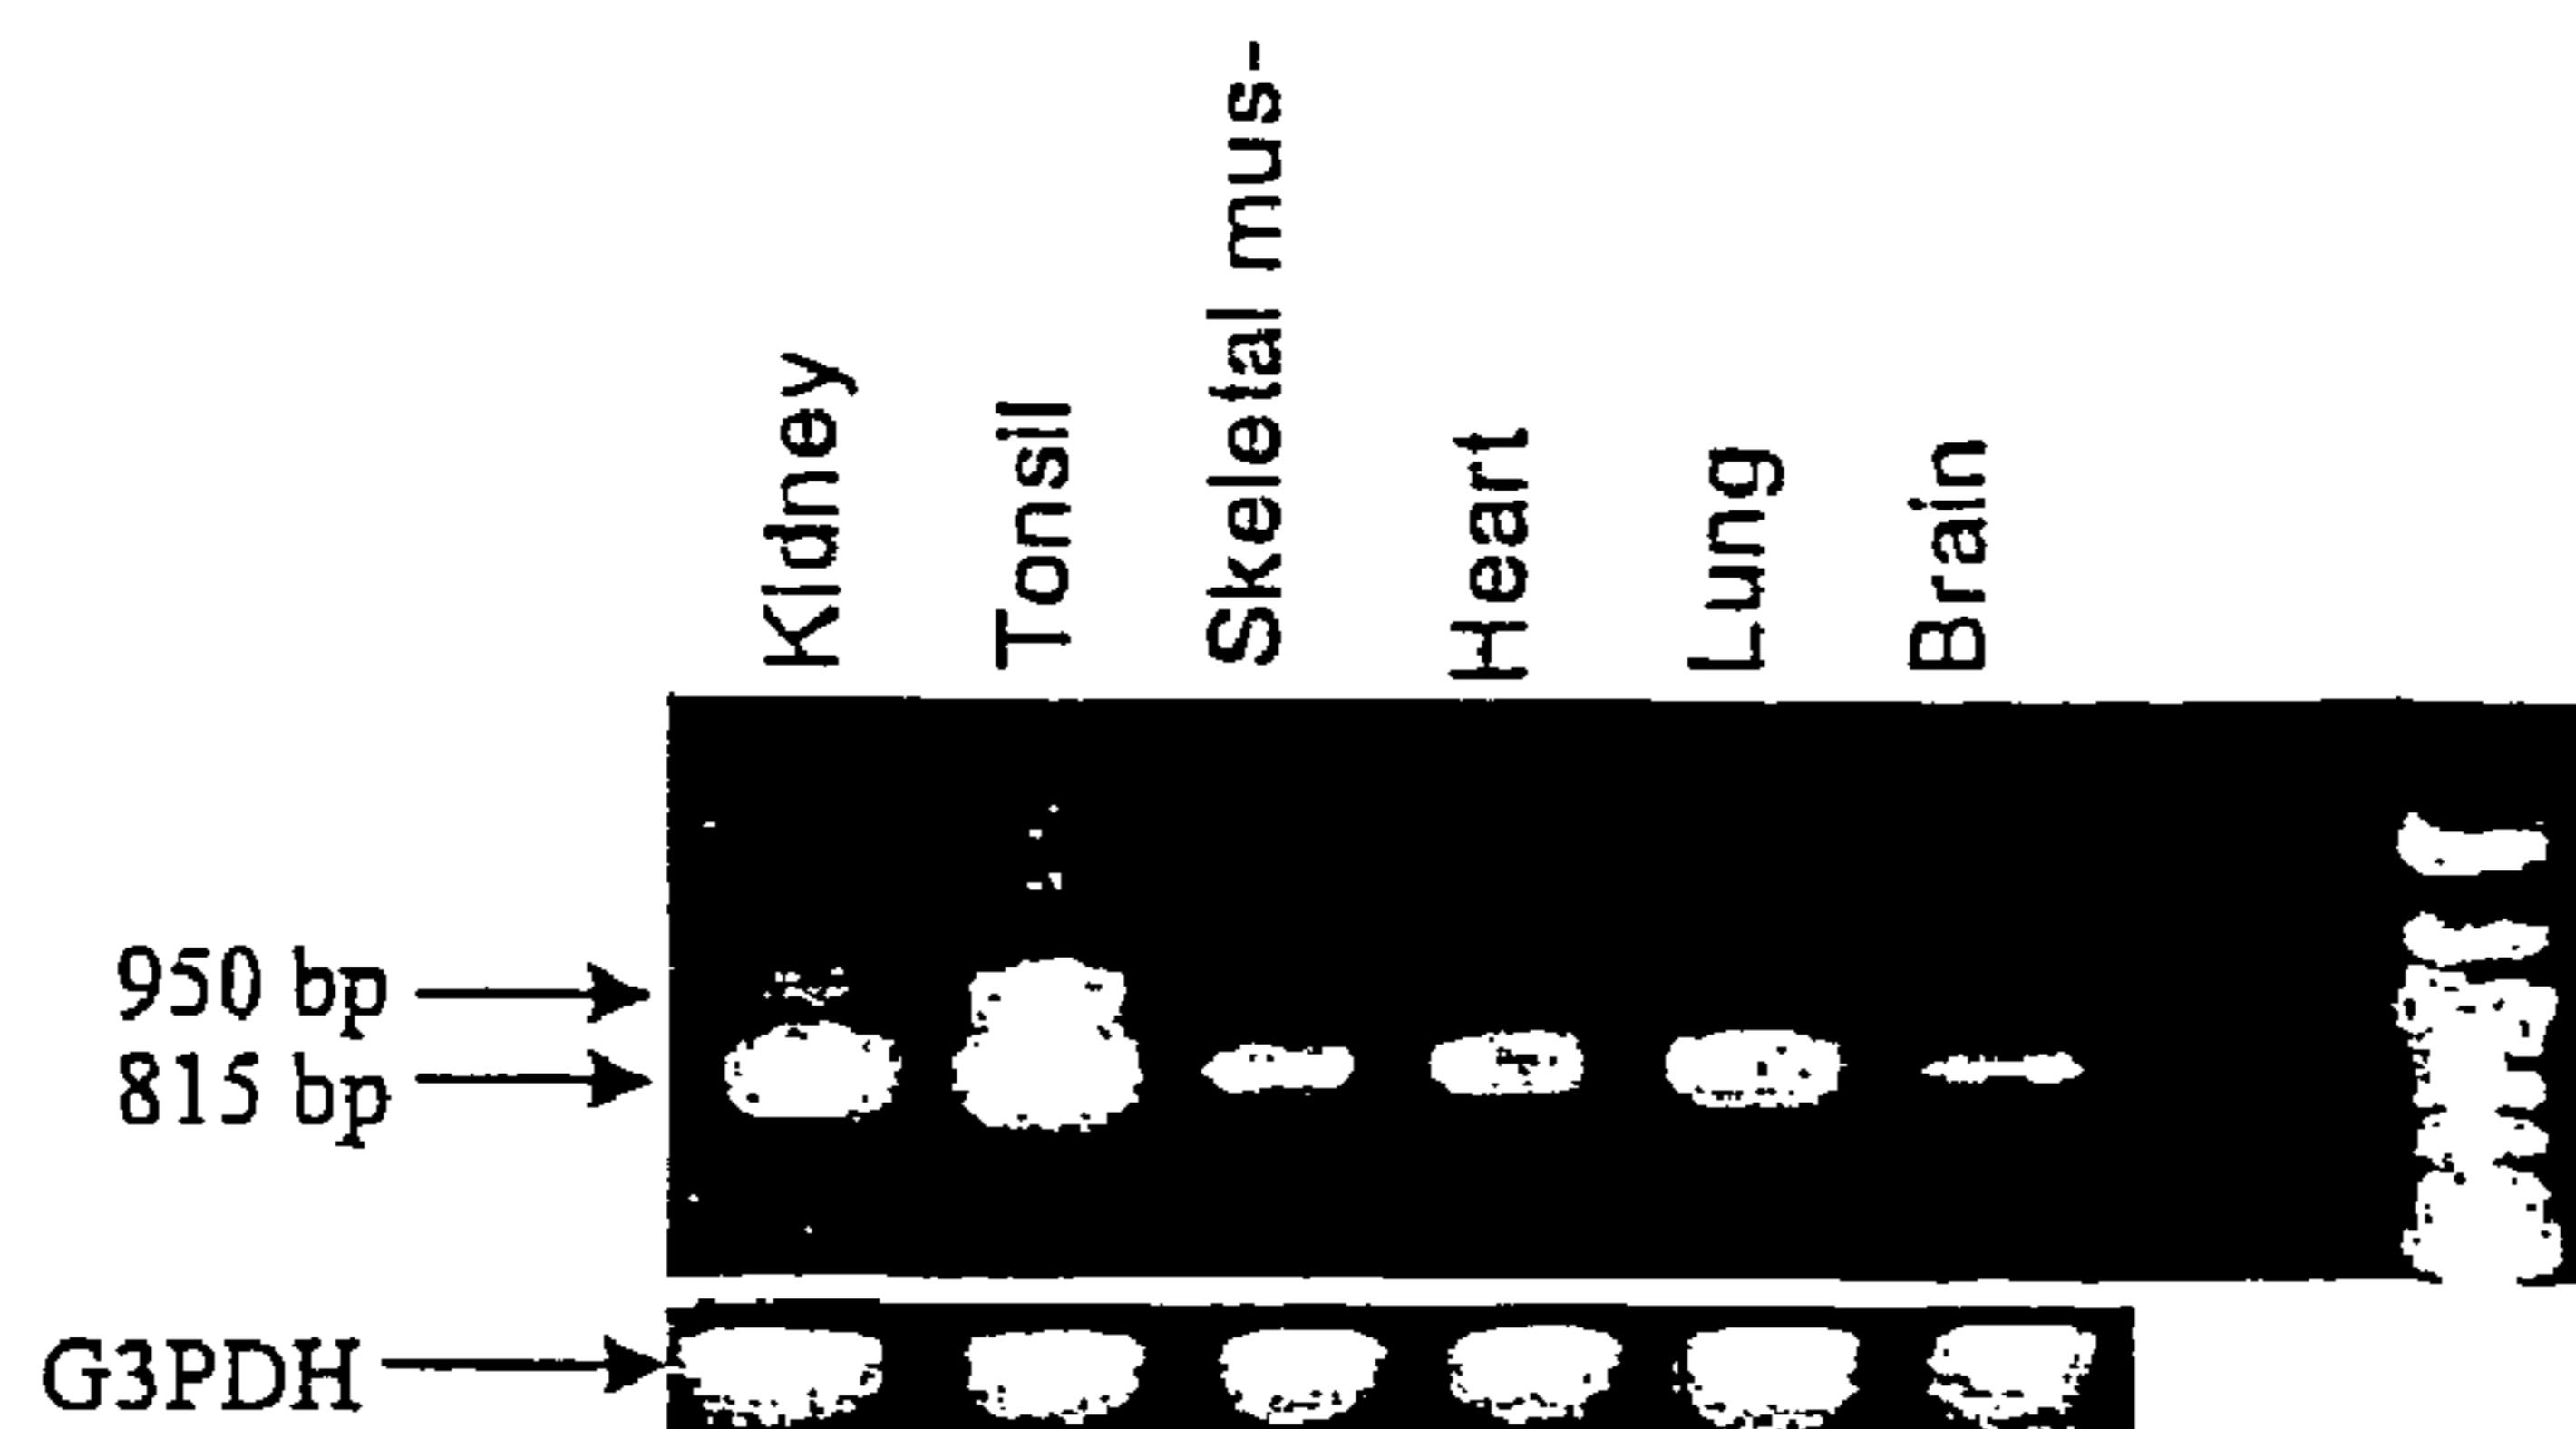 Kidney
Tonsil
Skeletal mus-
Heart
Lung
Brain
950 bp
815 bp
G3PDH